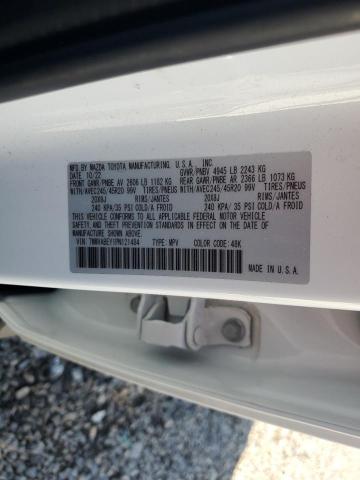 MFD BY MAZDA TOYOTA MANUFACTURING, U.S.A., INC.
10/22 GVWR/PNBV 4945 LB 2243 KG
FRONT GAWR/PNBE AV 2606 LB 1182 KG REAR GAWR/PNBE AR 2366 LB 1073 KG
WITH/AVEC245/45R20 99V TIRES/PNEUS WITH/AVEC245/45R20 99V TIRES/PNEUS
20X8J RIMS/JANTES 20X8J RIMS/JANTES
240 KPA/35 PSI COLD/A FROID 240 KPA/ 35 PSI COLD/A FROID
THIS VEHICLE CONFORMS TO ALL APPLICABLE FEDERAL MOTOR VEHICLE
SAFETY AND THEFT PREVENTION STANDARDS IN EFFECT ON THE DATE OF
MANUFACTURE SHOWN ABOVE.
VIN: TYPE: MPV COLOR CODE: 48K
MADE IN U.S.A.